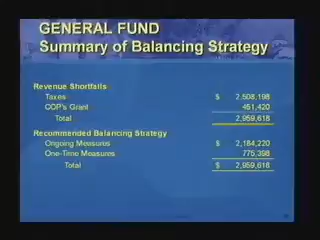 GENERAL FUND
Summary of Balancing Strategy
Revenue Shortfalls
Taxes $ 2,508,198
COP's Grant 451,420
Total 2,959,618
Recommended Balancing Strategy
Ongoing Measures $ 2,184,220
One-Time Measures 775,398
Total $ 2,959,618